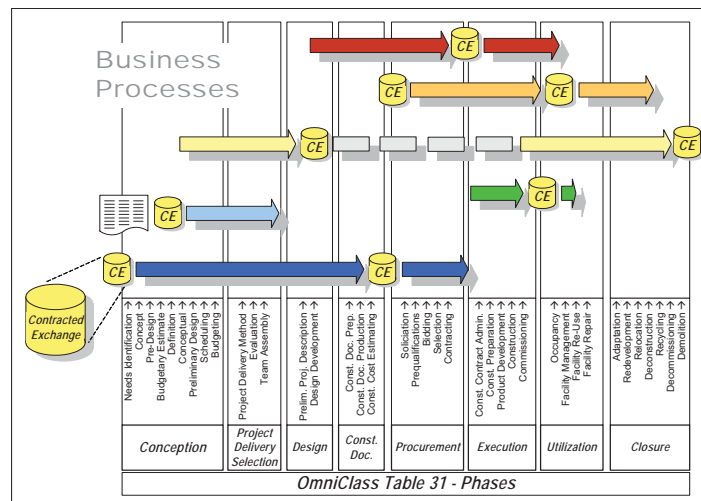 Business
Processes
CE
CE
CE
CE
CE
CE
CE
CE
CE
Contracted
Exchange
Needs Identification →
Concept →
Pre-Design →
Budgetary Estimate →
Definition →
Conceptual →
Preliminary Design →
Scheduling →
Budgeting →
Project Delivery Method →
Evaluation →
Team Assembly →
Prelim. Proj. Description →
Design Development →
Const. Doc. Prep. →
Const. Doc. Production →
Const. Cost Estimating →
Soliciation →
Prequalifications →
Bidding →
Selection →
Contracting →
Const. Contract Admin. →
Const. Preparation →
Product Development →
Construction →
Commissioning →
Occupancy →
Facility Management →
Facility Re-Use →
Facility Repair →
Adaptation →
Redevelopment →
Relocation →
Deconstruction →
Recycling →
Decommissioning →
Demolition →
Conception
Project
Delivery
Selection
Design
Const.
Doc.
Procurement
Execution
Utilization
Closure
OmniClass Table 31 - Phases